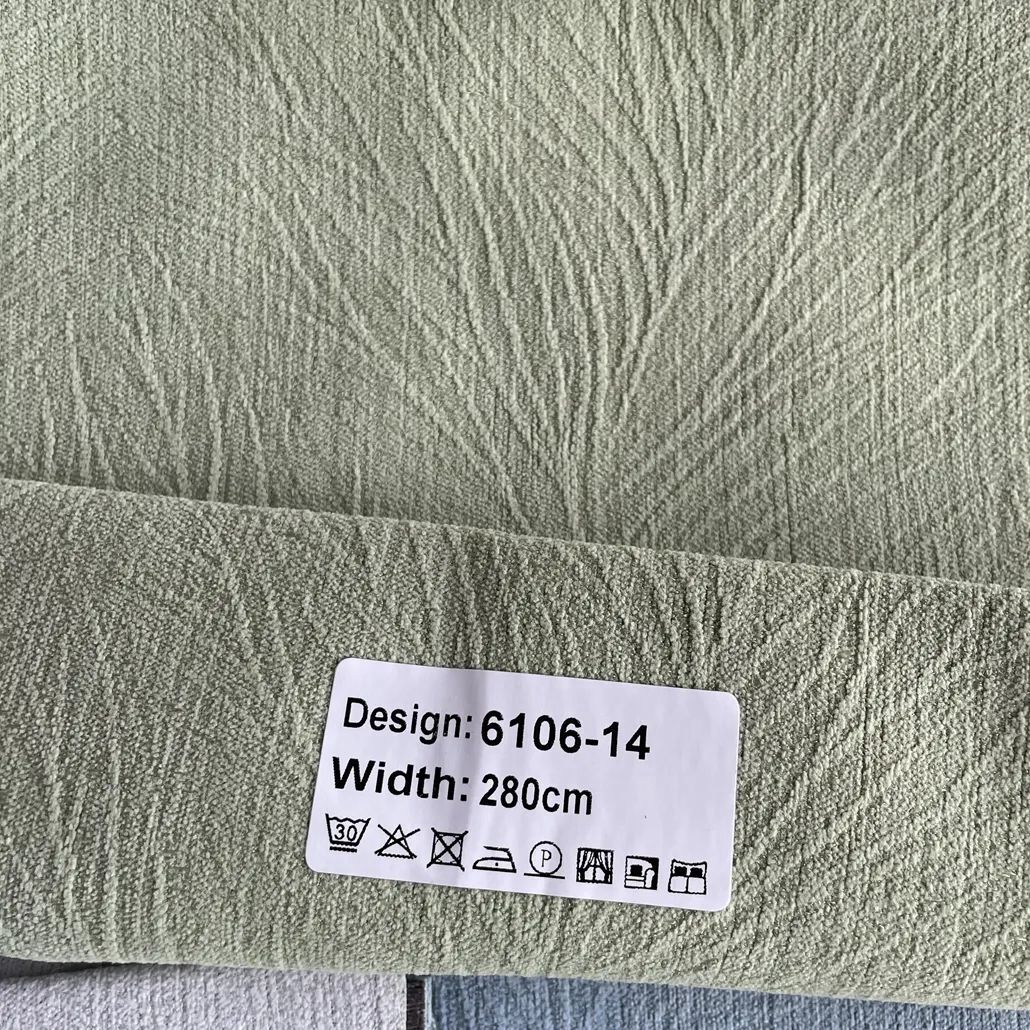 Design: 6106-14
Width: 280cm
30 P